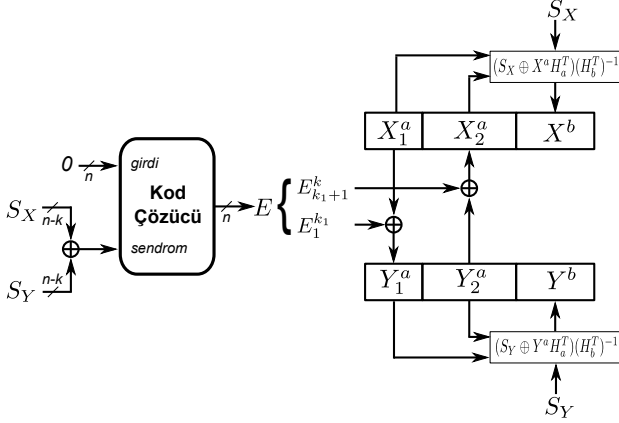 S_X
(S_X ⊕ X^a H_a^T)(H_b^T)^{-1}
X_1^a X_2^a X^b
0 n girdi
Kod
Çözücü
n E { E_{k_1+1}^k
E_1^{k_1}
S_X n-k
sendrom
S_Y n-k
Y_1^a Y_2^a Y^b
(S_Y ⊕ Y^a H_a^T)(H_b^T)^{-1}
S_Y